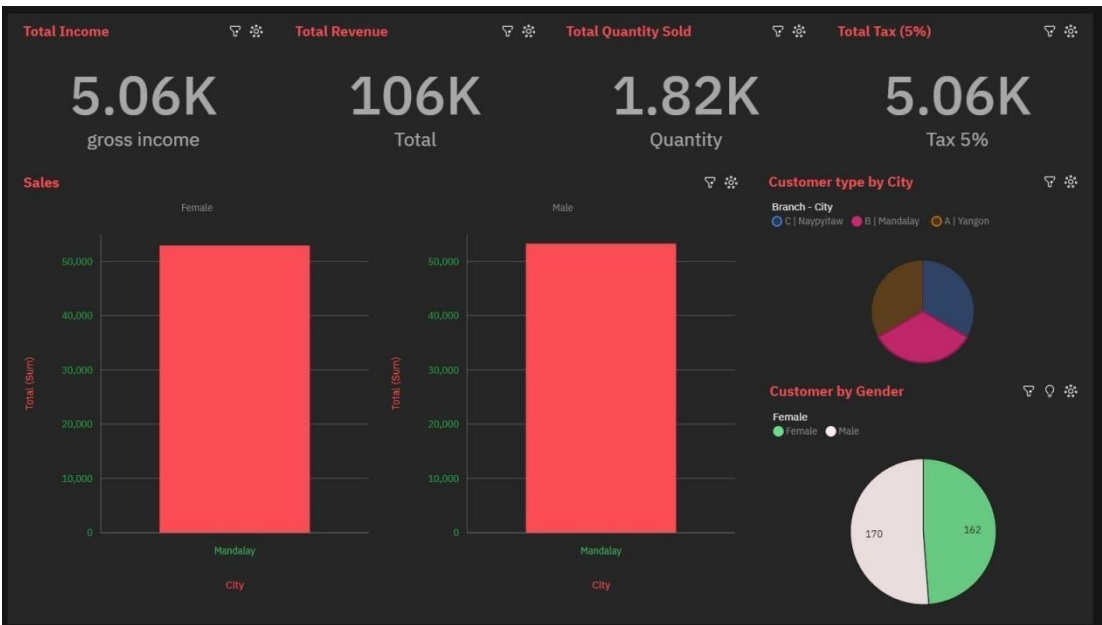 Total Income
Total Revenue
Total Quantity Sold
Total Tax (5%)
5.06K
gross income
106K
Total
1.82K
Quantity
5.06K
Tax 5%
Sales
Female
50,000
40,000
30,000
20,000
10,000
0
Total (Sum)
Mandalay
City
Male
50,000
40,000
30,000
20,000
10,000
0
Total (Sum)
Mandalay
City
Customer type by City
Branch - City
C | Naypyitaw B | Mandalay A | Yangon
Customer by Gender
Female
Female Male
170
162